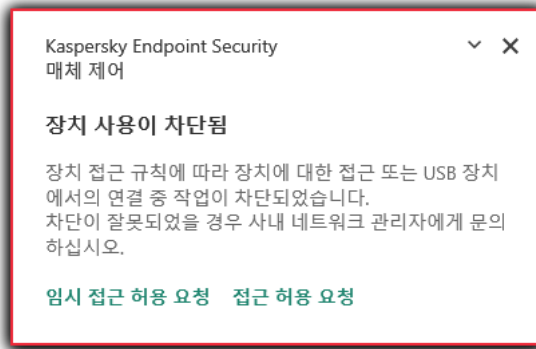 Kaspersky Endpoint Security
매체 제어
장치 사용이 차단됨
장치 접근 규칙에 따라 장치에 대한 접근 또는 USB 장치
에서의 연결 중 작업이 차단되었습니다.
차단이 잘못되었을 경우 사내 네트워크 관리자에게 문의
하십시오.
임시 접근 허용 요청 접근 허용 요청